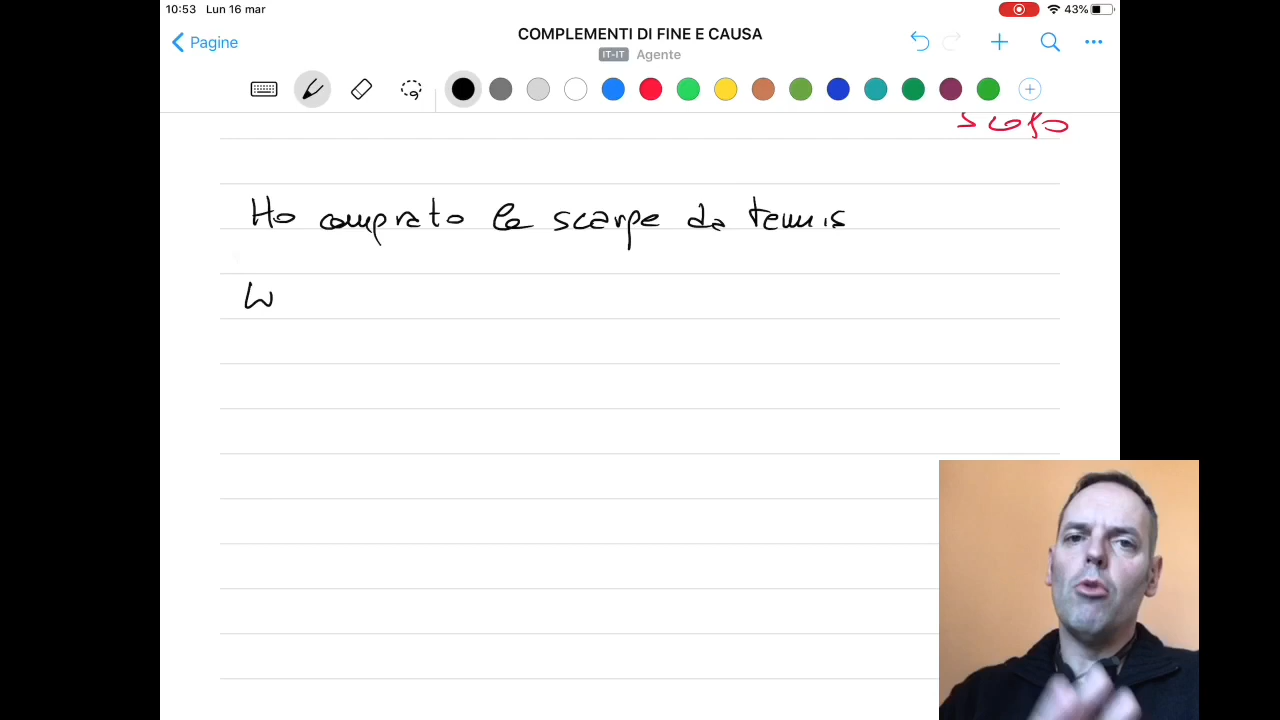 10:53 Lun 16 mar 43%
Pagine
COMPLEMENTI DI FINE E CAUSA
IT-IT Agente
scopo
Ho comprato le scarpe da tennis